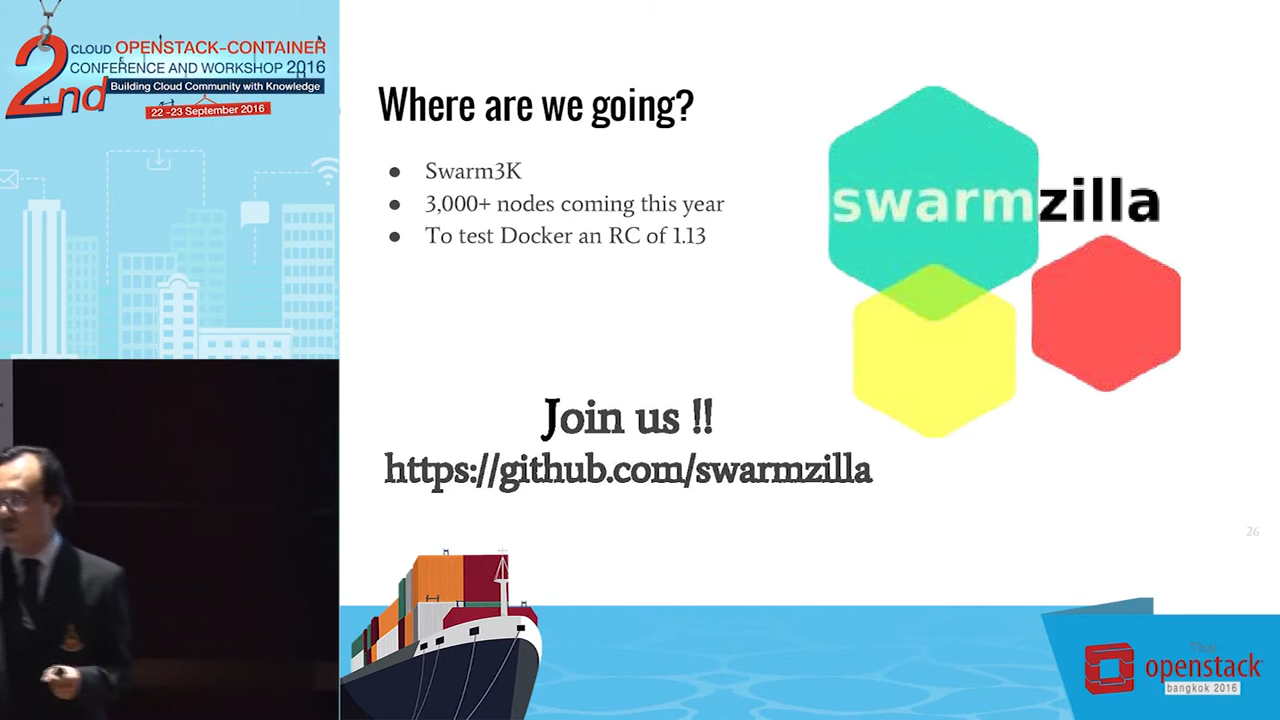 2nd
CLOUD OPENSTACK-CONTAINER
CONFERENCE AND WORKSHOP 2016
Building Cloud Community with Knowledge
22 -23 September 2016
Where are we going?
● Swarm3K
● 3,000+ nodes coming this year
● To test Docker an RC of 1.13
swarmzilla
Join us !!
https://github.com/swarmzilla
26
Thai
openstack
bangkok 2016